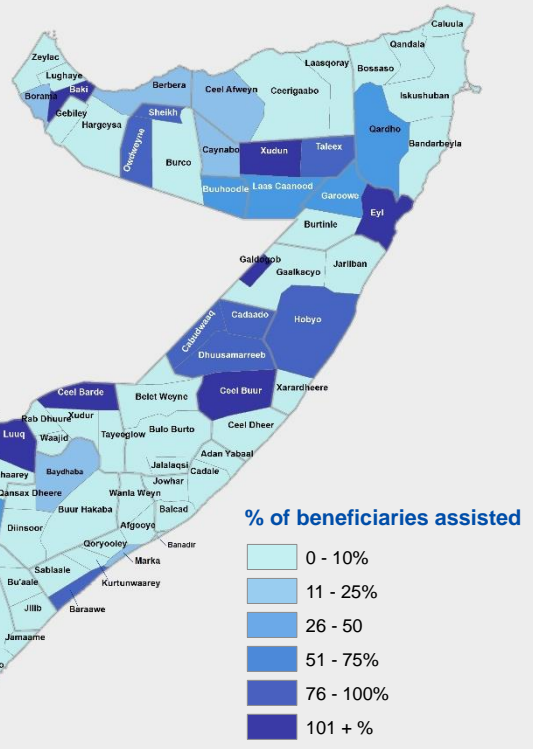 Caluula
Qandala
Zeylac
Laasqoray
Bossaso
Lughaye
Berbera
Ceel Afweyn
Ceerigaabo
Iskushuban
Borama
Baki
Gebiley
Sheikh
Hargeysa
Qardho
Owdweyne
Burco
Caynabo
Xudun
Taleex
Bandarbeyla
Buuhoodle
Laas Caanood
Garoowe
Eyl
Burtinle
Galdogob
Gaalkacyo
Jariiban
Cabudwaaq
Cadaado
Hobyo
Dhuusamarreeb
Ceel Barde
Belet Weyne
Ceel Buur
Xarardheere
Rab Dhuure
Xudur
Luuq
Waajid
Tayeeglow
Bulo Burto
Ceel Dheer
haarey
Baydhaba
Adan Yabaal
Jalalaqsi
Cadale
Qansax Dheere
Wanla Weyn
Jowhar
Buur Hakaba
Balcad
Diinsoor
Afgooye
Qoryooley
Banadir
Marka
Sablaale
Bu'aale
Kurtunwaarey
Jilib
Baraawe
Jamaame
o
% of beneficiaries assisted
0 - 10%
11 - 25%
26 - 50
51 - 75%
76 - 100%
101 + %